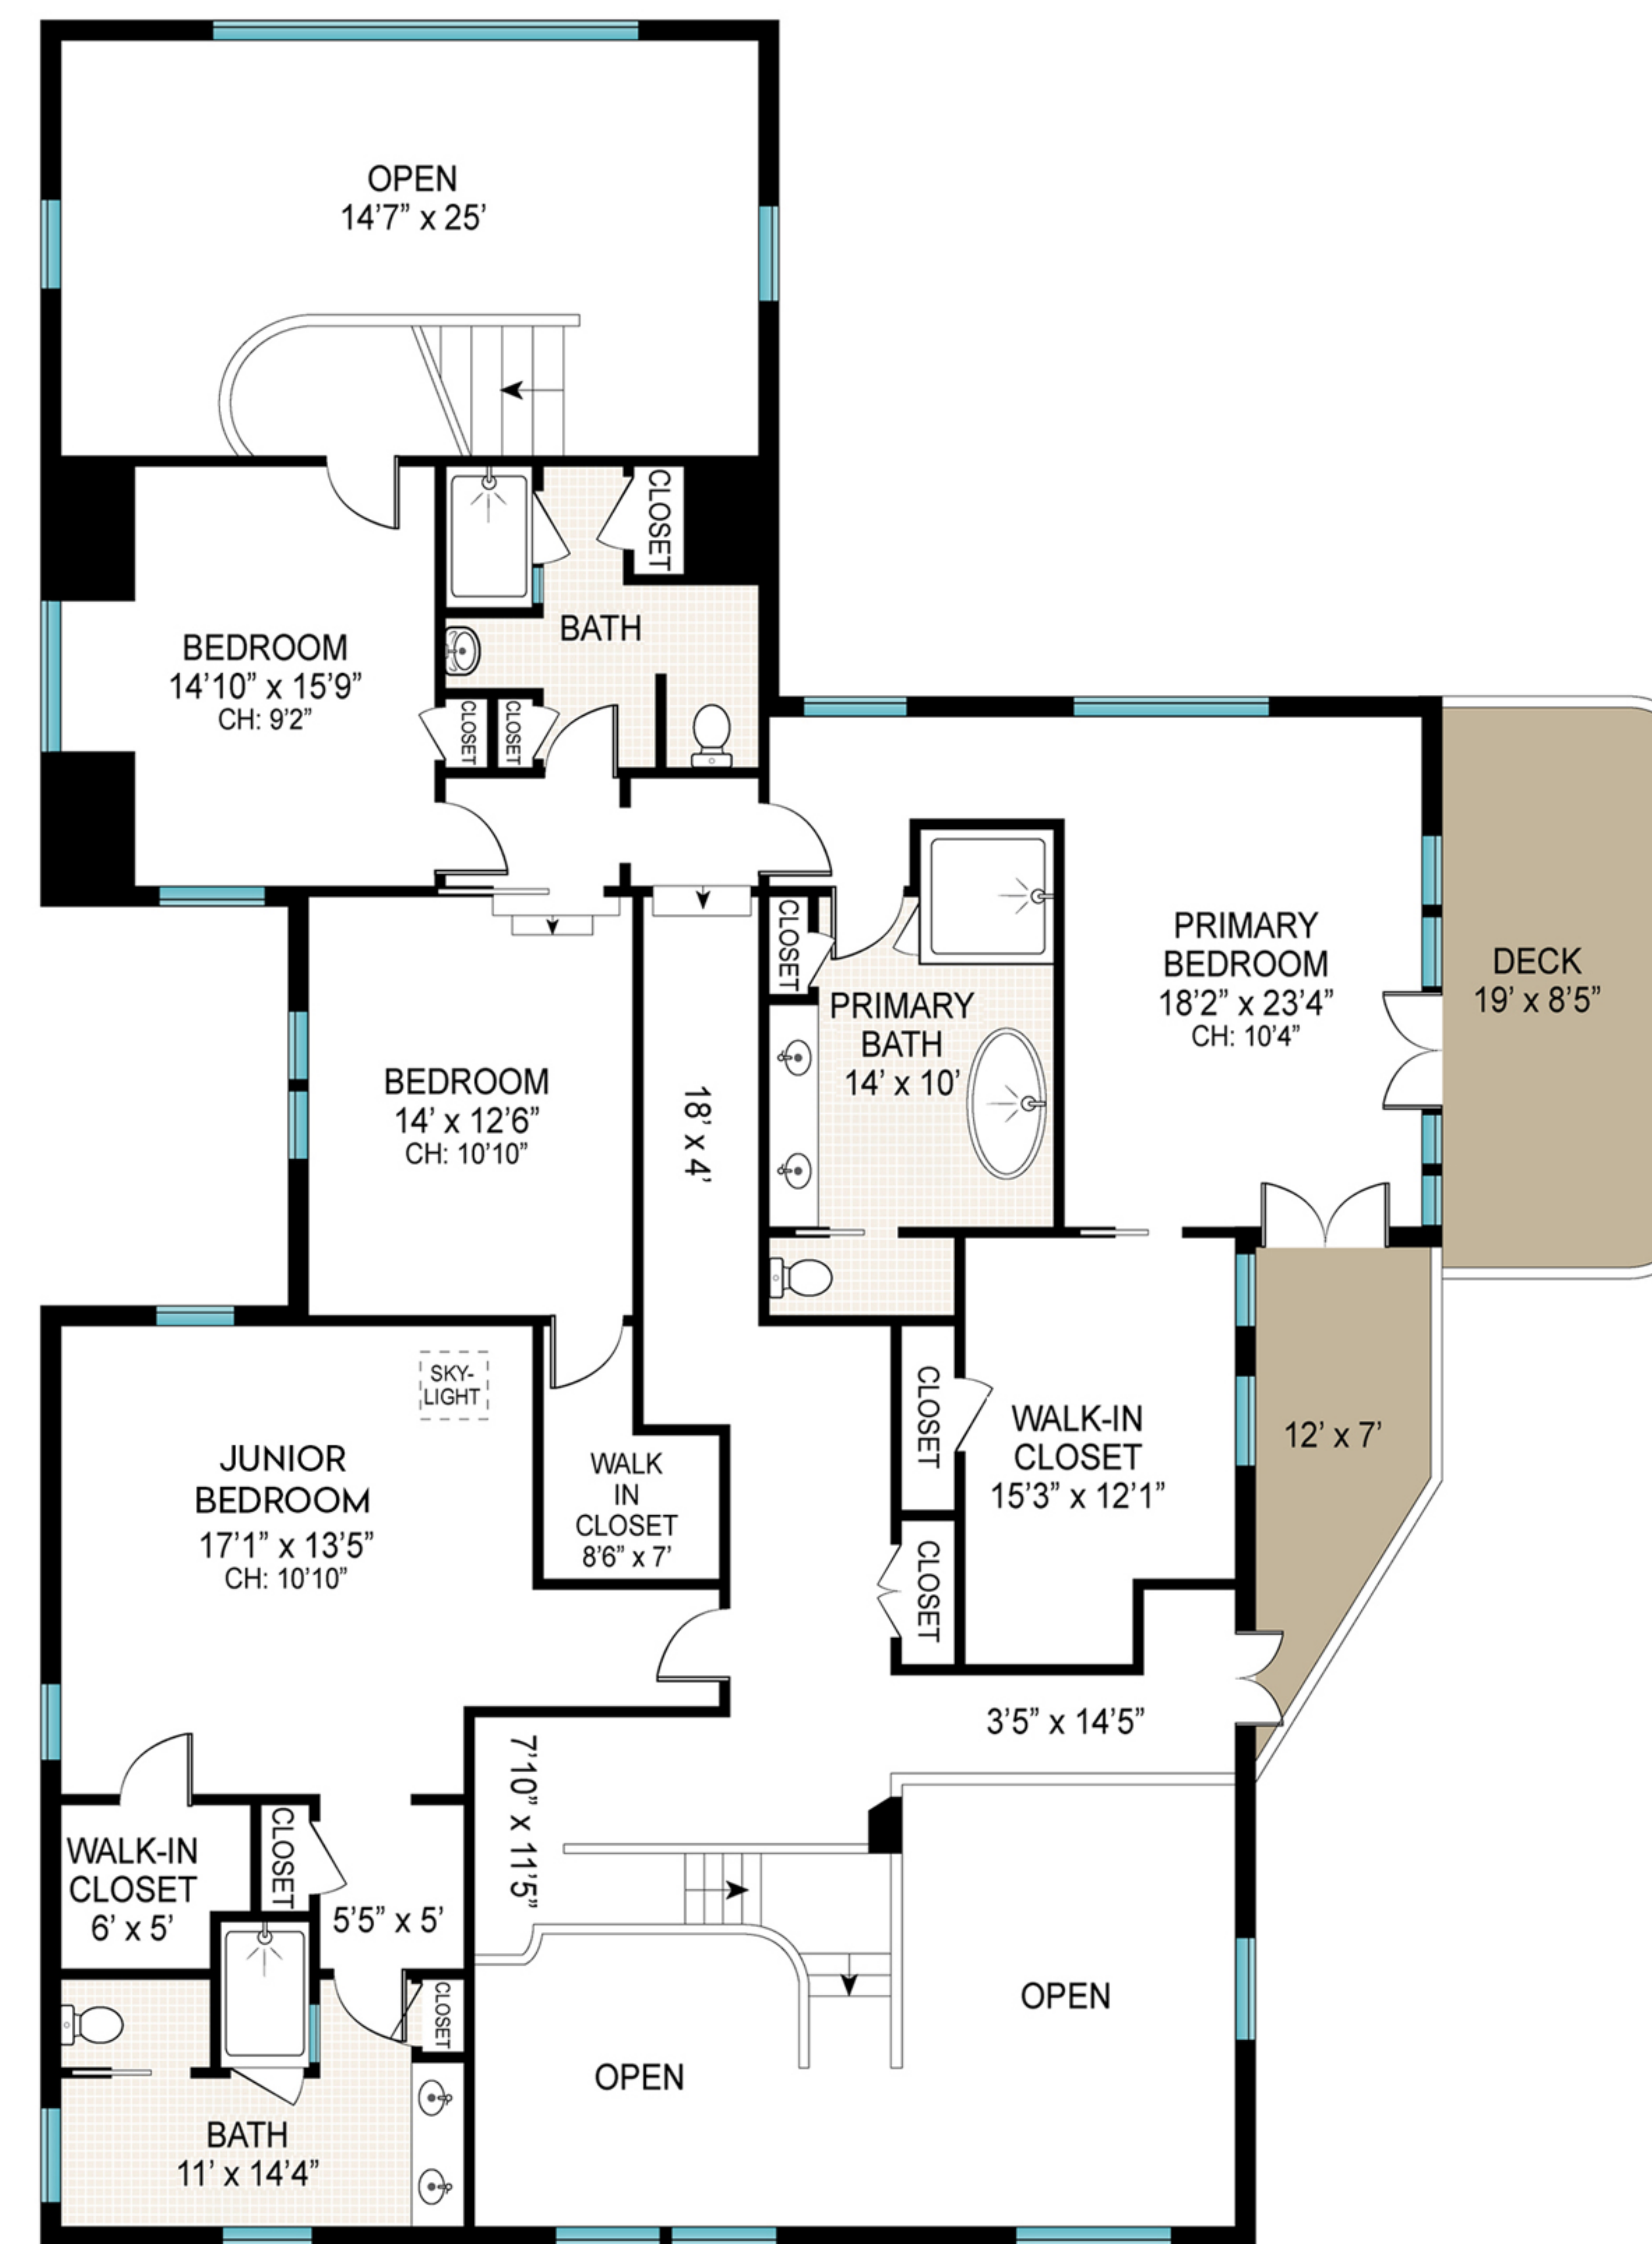 OPEN
14’7” x 25’
CLOSET
BATH
BEDROOM
14’10” x 15’9”
CH: 9’2”
CLOSET
CLOSET
PRIMARY
BEDROOM
18’2” x 23’4”
CH: 10’4”
DECK
19’ x 8’5”
CLOSET
PRIMARY
BATH
14’ x 10’
BEDROOM
14’ x 12’6”
CH: 10’10”
18’ x 4’
SKY-
LIGHT
JUNIOR
BEDROOM
17’1” x 13’5”
CH: 10’10”
WALK
IN
CLOSET
8’6” x 7’
CLOSET
WALK-IN
CLOSET
15’3” x 12’1”
12’ x 7’
CLOSET
3’5” x 14’5”
7’10” x 11’5”
WALK-IN
CLOSET
6’ x 5’
CLOSET
5’5” x 5’
CLOSET
OPEN
OPEN
BATH
11’ x 14’4”